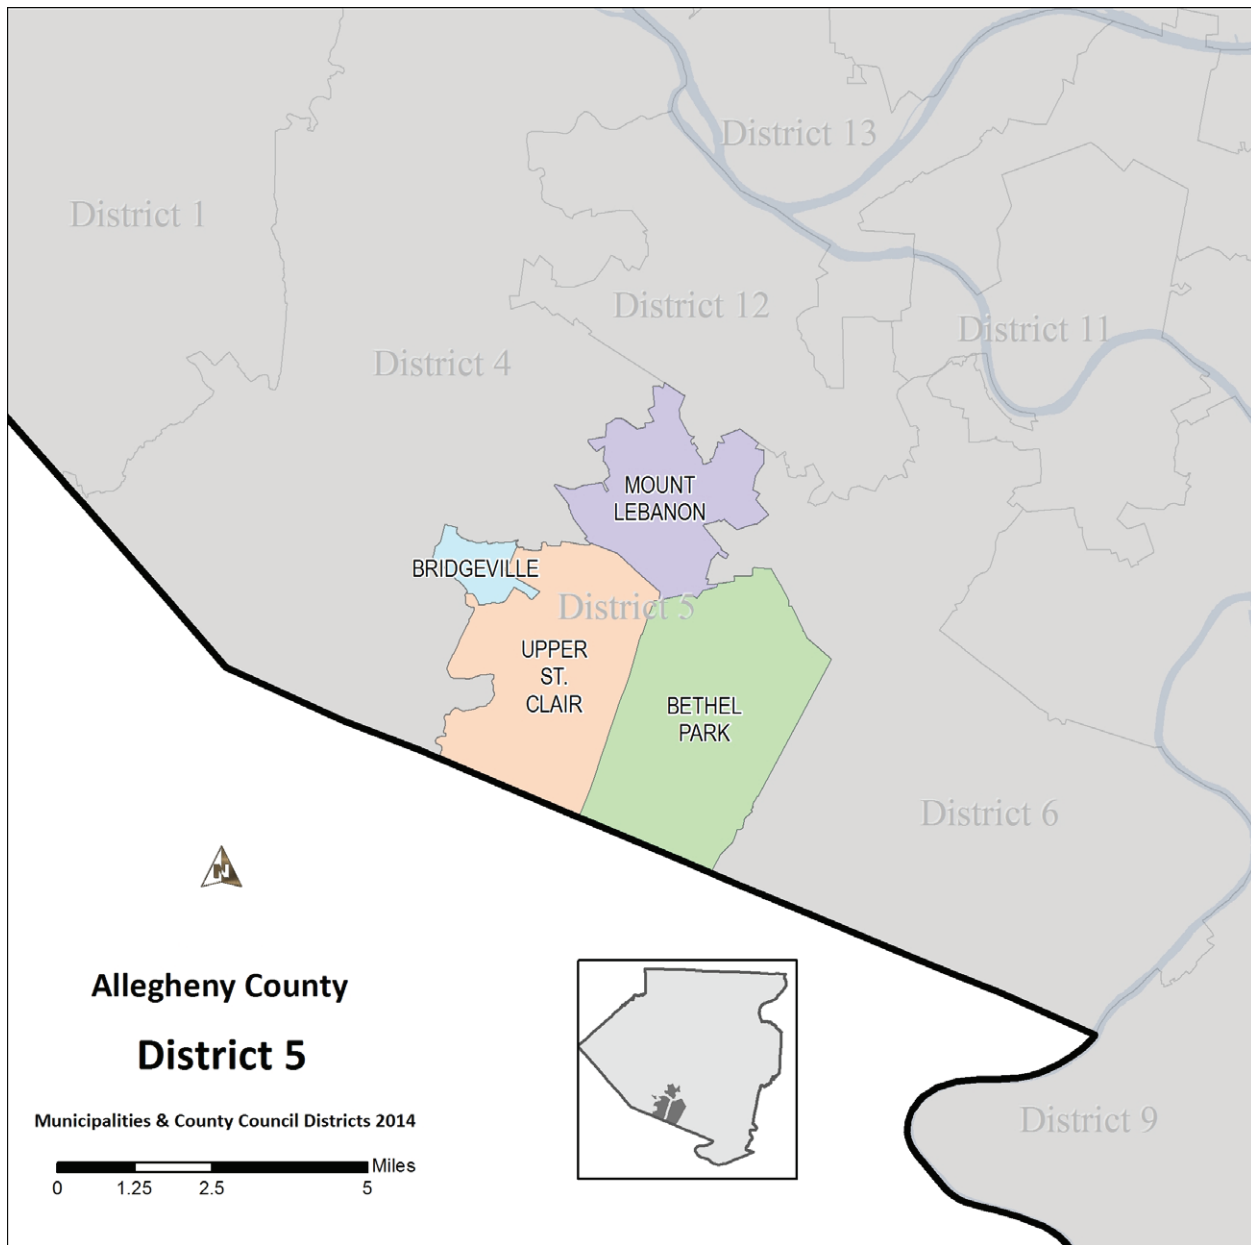 District 13
District 1
District 12
District 11
District 4
MOUNT
LEBANON
BRIDGEVILLE
District 5
UPPER
ST.
CLAIR
BETHEL
PARK
District 6
N
Allegheny County
District 5
Municipalities & County Council Districts 2014
Miles
0 1.25 2.5 5
District 9